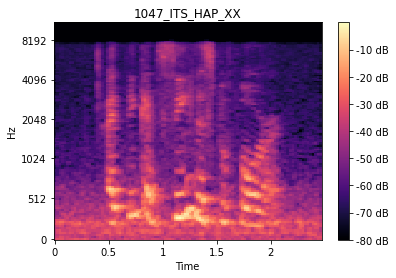 1047_ITS_HAP_XX
Hz
8192
4096
2048
1024
512
0
0
0.5
1
1.5
2
Time
-10 dB
-20 dB
-30 dB
-40 dB
-50 dB
-60 dB
-70 dB
-80 dB